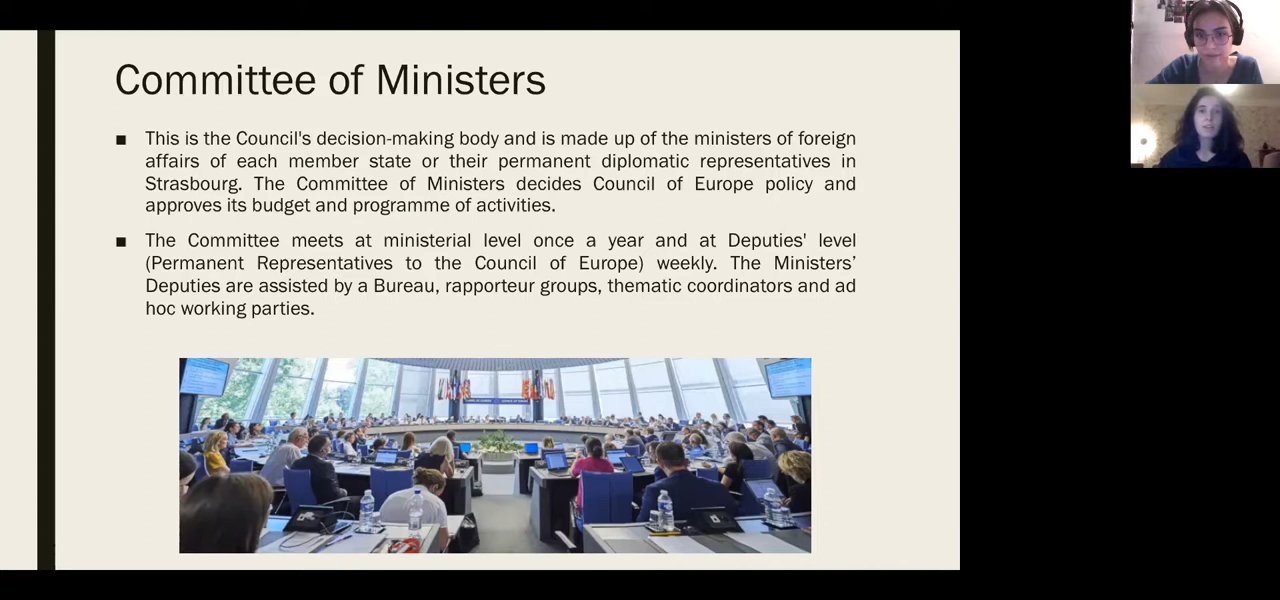 Committee of Ministers
■ This is the Council's decision-making body and is made up of the ministers of foreign
affairs of each member state or their permanent diplomatic representatives in
Strasbourg. The Committee of Ministers decides Council of Europe policy and
approves its budget and programme of activities.
■ The Committee meets at ministerial level once a year and at Deputies' level
(Permanent Representatives to the Council of Europe) weekly. The Ministers’
Deputies are assisted by a Bureau, rapporteur groups, thematic coordinators and ad
hoc working parties.